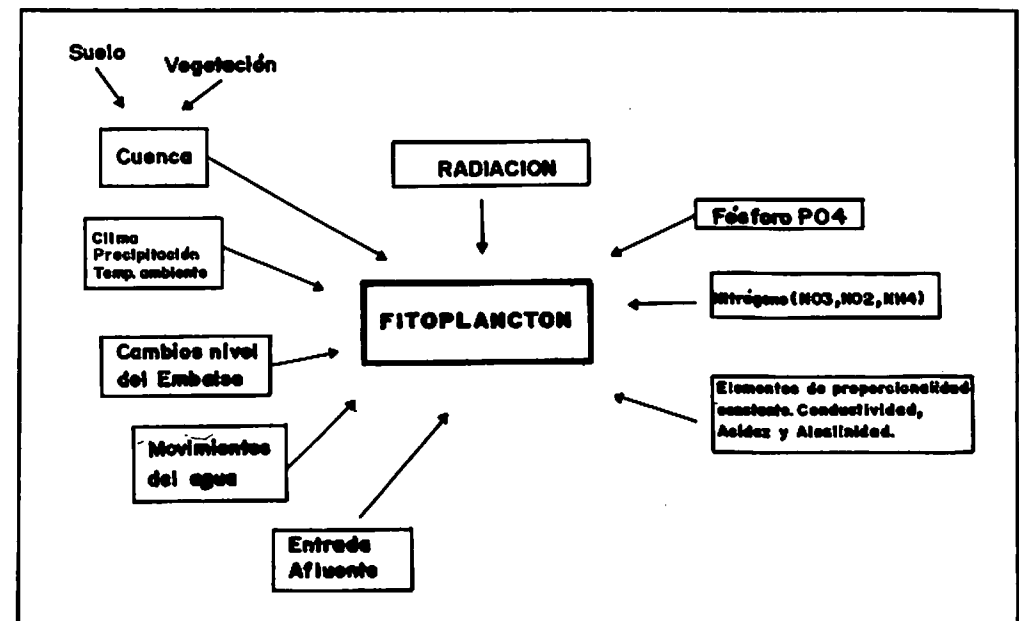 Suelo
Vegetación
Cuenca
RADIACION
Fósforo PO4
Clima
Precipitación
Temp. ambiente
Nitrógeno (NO3,NO2,NH4)
FITOPLANCTON
Cambios nivel
del Embalse
Elementos de proporcionalidad
constante. Conductividad,
Acidez y Alcalinidad.
Movimientos
del agua
Entrada
Afluente